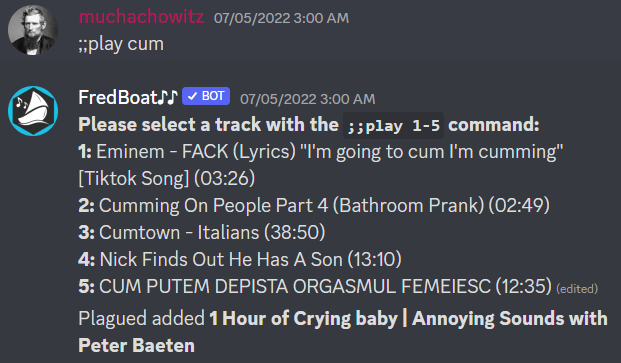 muchachowitz 07/05/2022 3:00 AM
;;play cum
FredBoat♪♪ ✓ BOT 07/05/2022 3:00 AM
Please select a track with the ;;play 1-5 command:
1: Eminem - FACK (Lyrics) "I'm going to cum I'm cumming"
[Tiktok Song] (03:26)
2: Cumming On People Part 4 (Bathroom Prank) (02:49)
3: Cumtown - Italians (38:50)
4: Nick Finds Out He Has A Son (13:10)
5: CUM PUTEM DEPISTA ORGASMUL FEMEIESC (12:35) (edited)
Plagued added 1 Hour of Crying baby | Annoying Sounds with
Peter Baeten